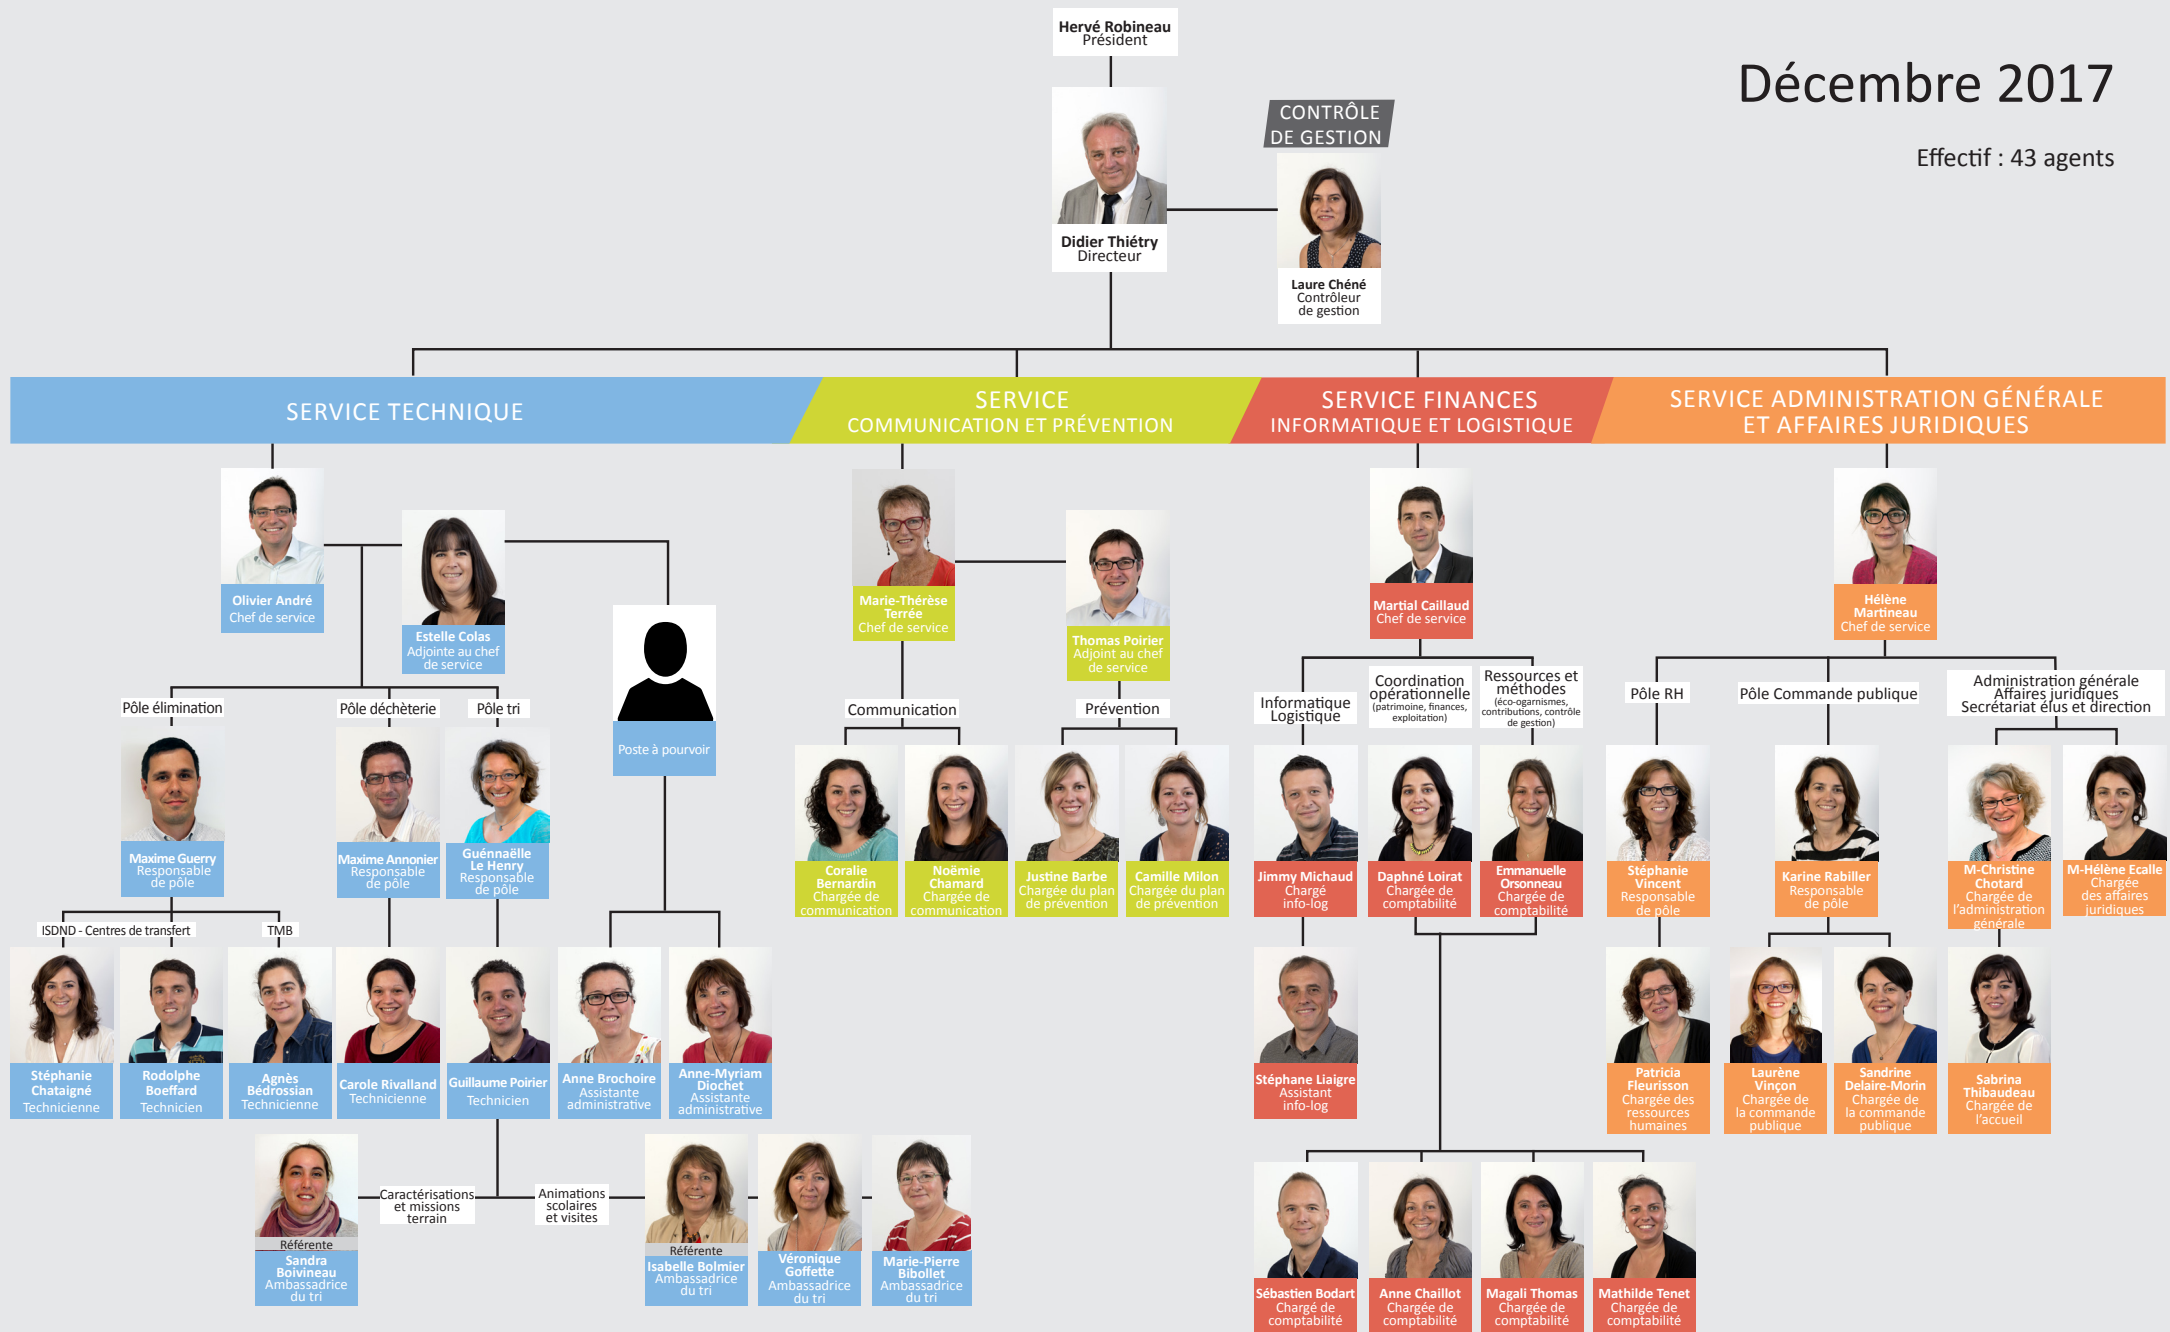 Hervé Robineau
Président
Décembre 2017
Effectif : 43 agents
CONTRÔLE
DE GESTION
Didier Thiétry
Directeur
Laure Chéné
Contrôleur
de gestion
SERVICE TECHNIQUE
SERVICE
COMMUNICATION ET PRÉVENTION
SERVICE FINANCES
INFORMATIQUE ET LOGISTIQUE
SERVICE ADMINISTRATION GÉNÉRALE
ET AFFAIRES JURIDIQUES
Olivier André
Chef de service
Estelle Colas
Adjointe au chef
de service
Poste à pourvoir
Pôle élimination
Pôle déchèterie
Pôle tri
Maxime Guerry
Responsable
de pôle
Maxime Annonier
Responsable
de pôle
Guénnaëlle
Le Henry
Responsable
de pôle
ISDND - Centres de transfert
TMB
Stéphanie
Chataigné
Technicienne
Rodolphe
Boeffard
Technicien
Agnès
Bédrossian
Technicienne
Carole Rivalland
Technicienne
Guillaume Poirier
Technicien
Anne Brochoire
Assistante
administrative
Anne-Myriam
Diochet
Assistante
administrative
Caractérisations
et missions
terrain
Animations
scolaires
et visites
Référente
Sandra
Boivineau
Ambassadrice
du tri
Référente
Isabelle Bolmier
Ambassadrice
du tri
Véronique
Goffette
Ambassadrice
du tri
Marie-Pierre
Bibollet
Ambassadrice
du tri
Marie-Thérèse
Terrée
Chef de service
Thomas Poirier
Adjoint au chef
de service
Communication
Prévention
Coralie
Bernardin
Chargée de
communication
Noëmie
Chamard
Chargée de
communication
Justine Barbe
Chargée du plan
de prévention
Camille Milon
Chargée du plan
de prévention
Martial Caillaud
Chef de service
Informatique
Logistique
Coordination
opérationnelle
(patrimoine, finances,
exploitation)
Ressources et
méthodes
(éco-ogarnismes,
contributions, contrôle
de gestion)
Jimmy Michaud
Chargé
info-log
Daphné Loirat
Chargée de
comptabilité
Emmanuelle
Orsonneau
Chargée de
comptabilité
Stéphane Liaigre
Assistant
info-log
Sébastien Bodart
Chargé de
comptabilité
Anne Chaillot
Chargée de
comptabilité
Magali Thomas
Chargée de
comptabilité
Mathilde Tenet
Chargée de
comptabilité
Hélène
Martineau
Chef de service
Pôle RH
Pôle Commande publique
Administration générale
Affaires juridiques
Secrétariat élus et direction
Stéphanie
Vincent
Responsable
de pôle
Karine Rabiller
Responsable
de pôle
M-Christine
Chotard
Chargée de
l'administration
générale
M-Hélène Ecalle
Chargée
des affaires
juridiques
Patricia
Fleurisson
Chargée des
ressources
humaines
Laurène
Vinçon
Chargée de
la commande
publique
Sandrine
Delaire-Morin
Chargée de
la commande
publique
Sabrina
Thibaudeau
Chargée de
l'accueil